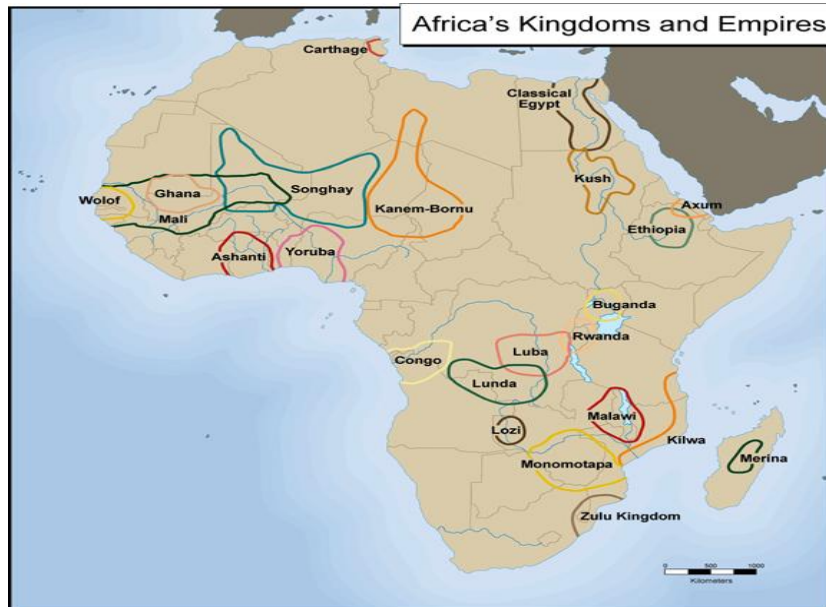 Africa's Kingdoms and Empires
Carthage
Classical
Egypt
Kush
Axum
Ethiopia
Wolof
Ghana
Mali
Songhay
Kanem-Bornu
Ashanti
Yoruba
Buganda
Rwanda
Congo
Luba
Lunda
Malawi
Lozi
Kilwa
Monomotapa
Merina
Zulu Kingdom
0 500 1000
Kilometers